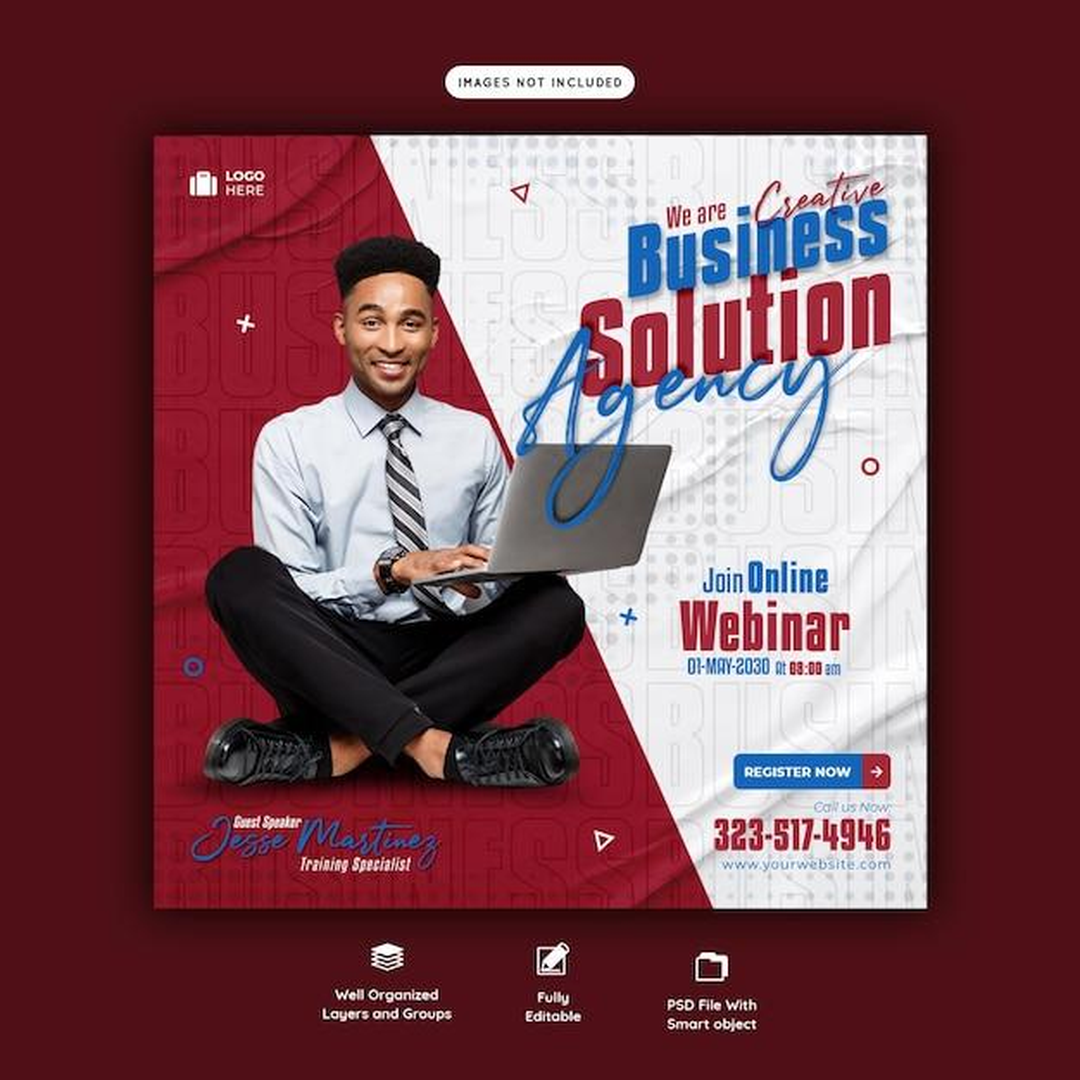 IMAGES NOT INCLUDED
LOGO
HERE
We are Creative
Business
Solution
Agency
Join Online
Webinar
01-MAY-2030 At 08:00 am
REGISTER NOW
Call us Now:
323-517-4946
www.yourwebsite.com
Guest Speaker
Jesse Martinez
Training Specialist
Well Organized
Layers and Groups
Fully
Editable
PSD File With
Smart object